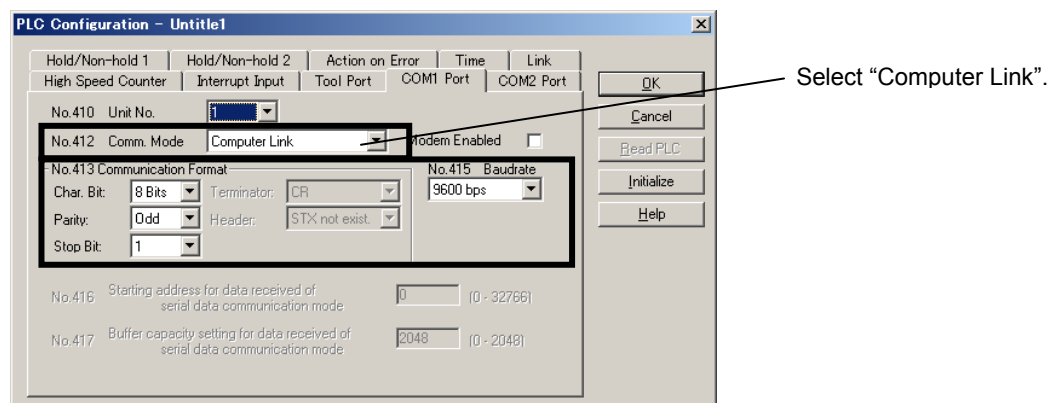 PLC Configuration - Untitle1
Hold/Non-hold 1 Hold/Non-hold 2 Action on Error Time Link
High Speed Counter Interrupt Input Tool Port COM1 Port COM2 Port
OK
Select “Computer Link”.
No.410 Unit No. 1
Cancel
No.412 Comm. Mode Computer Link Modem Enabled
Read PLC
No.413 Communication Format No.415 Baudrate
Char. Bit: 8 Bits Terminator: CR 9600 bps
Initialize
Parity: Odd Header: STX not exist.
Help
Stop Bit: 1
No.416 Starting address for data received of
serial data communication mode 0 (0 - 32766)
No.417 Buffer capacity setting for data received of
serial data communication mode 2048 (0 - 2048)